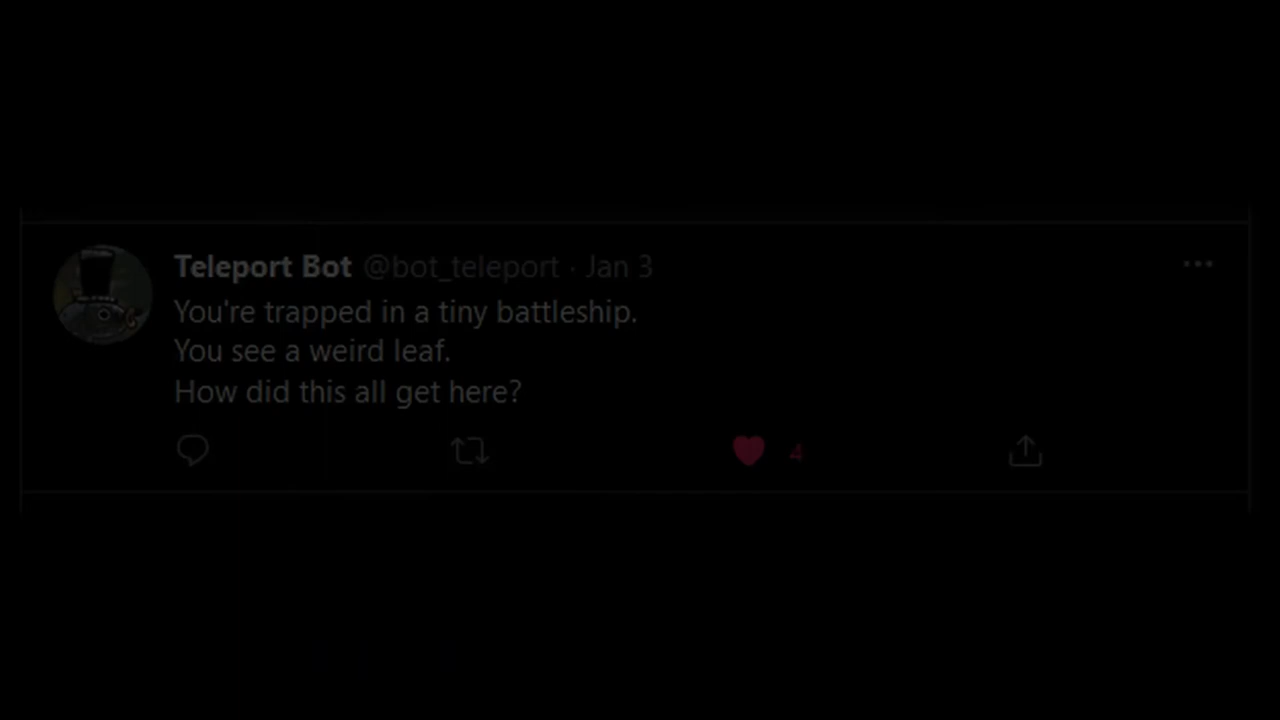 Teleport Bot @bot_teleport · Jan 3
You're trapped in a tiny battleship.
You see a weird leaf.
How did this all get here?
4